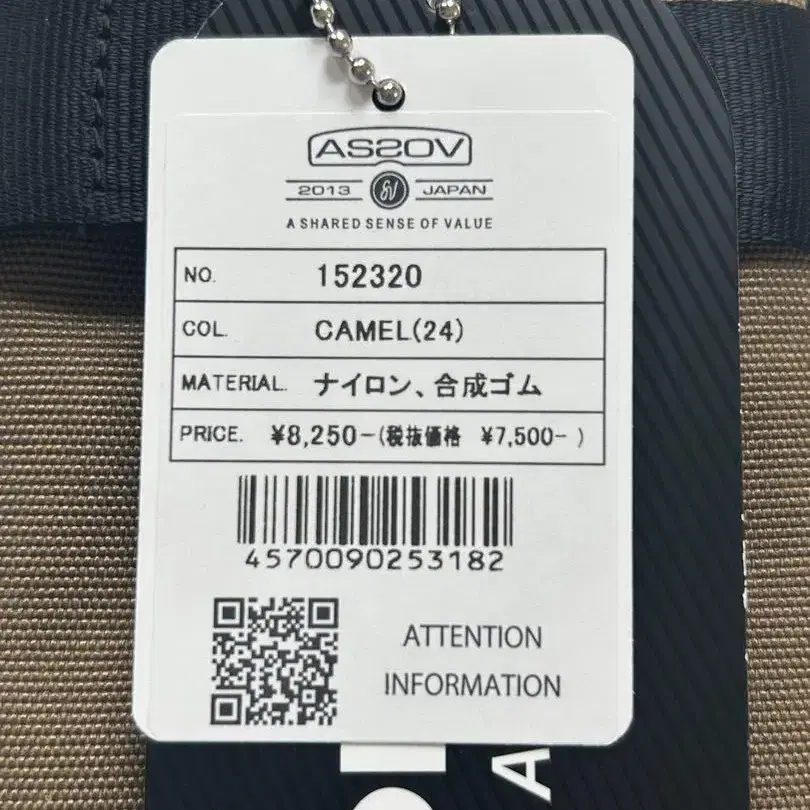 ASSOV
2013 JAPAN
A SHARED SENSE OF VALUE
NO. 152320
COL. CAMEL(24)
MATERIAL. ナイロン、合成ゴム
PRICE. ¥8,250-(税抜価格 ¥7,500- )
4570090253182
ATTENTION
INFORMATION
A